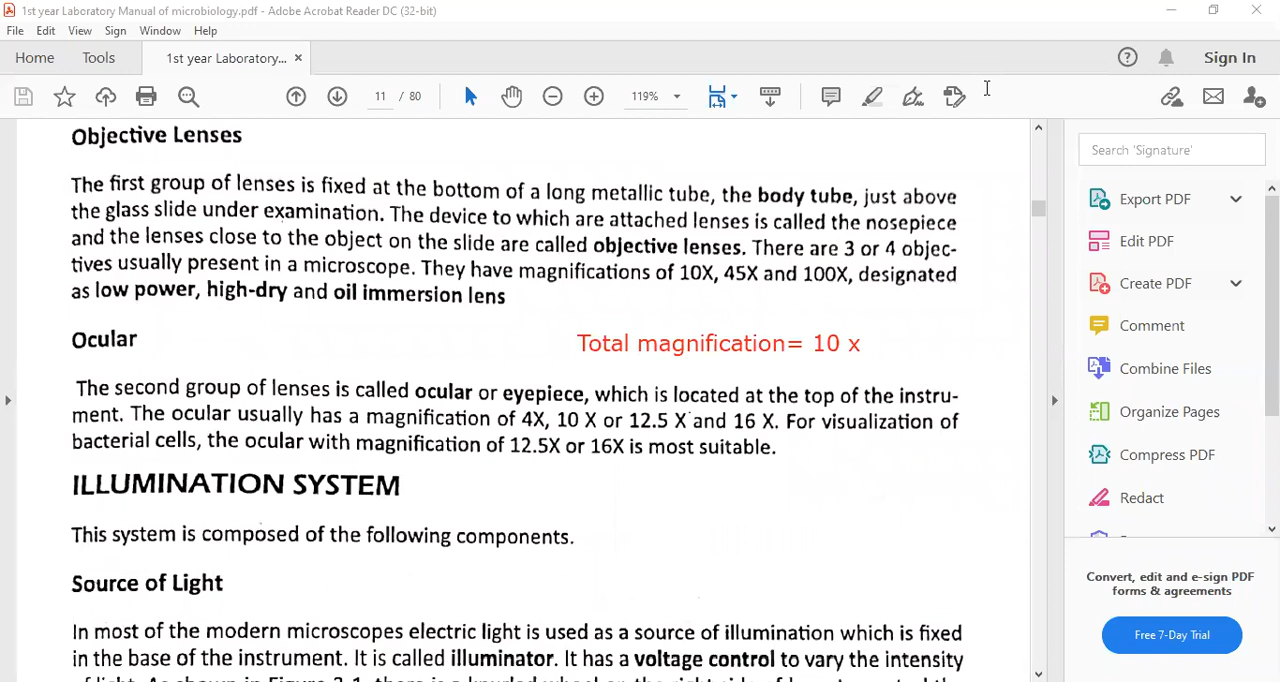 1st year Laboratory Manual of microbiology.pdf - Adobe Acrobat Reader DC (32-bit)
File Edit View Sign Window Help
Home Tools 1st year Laboratory... × Sign In
11 / 80 119%
Search 'Signature'
Objective Lenses
The first group of lenses is fixed at the bottom of a long metallic tube, the body tube, just above
the glass slide under examination. The device to which are attached lenses is called the nosepiece
and the lenses close to the object on the slide are called objective lenses. There are 3 or 4 objec-
tives usually present in a microscope. They have magnifications of 10X, 45X and 100X, designated
as low power, high-dry and oil immersion lens
Ocular
Total magnification= 10 x
The second group of lenses is called ocular or eyepiece, which is located at the top of the instru-
ment. The ocular usually has a magnification of 4X, 10 X or 12.5 X and 16 X. For visualization of
bacterial cells, the ocular with magnification of 12.5X or 16X is most suitable.
ILLUMINATION SYSTEM
This system is composed of the following components.
Source of Light
In most of the modern microscopes electric light is used as a source of illumination which is fixed
in the base of the instrument. It is called illuminator. It has a voltage control to vary the intensity
Export PDF
Edit PDF
Create PDF
Comment
Combine Files
Organize Pages
Compress PDF
Redact
Convert, edit and e-sign PDF
forms & agreements
Free 7-Day Trial